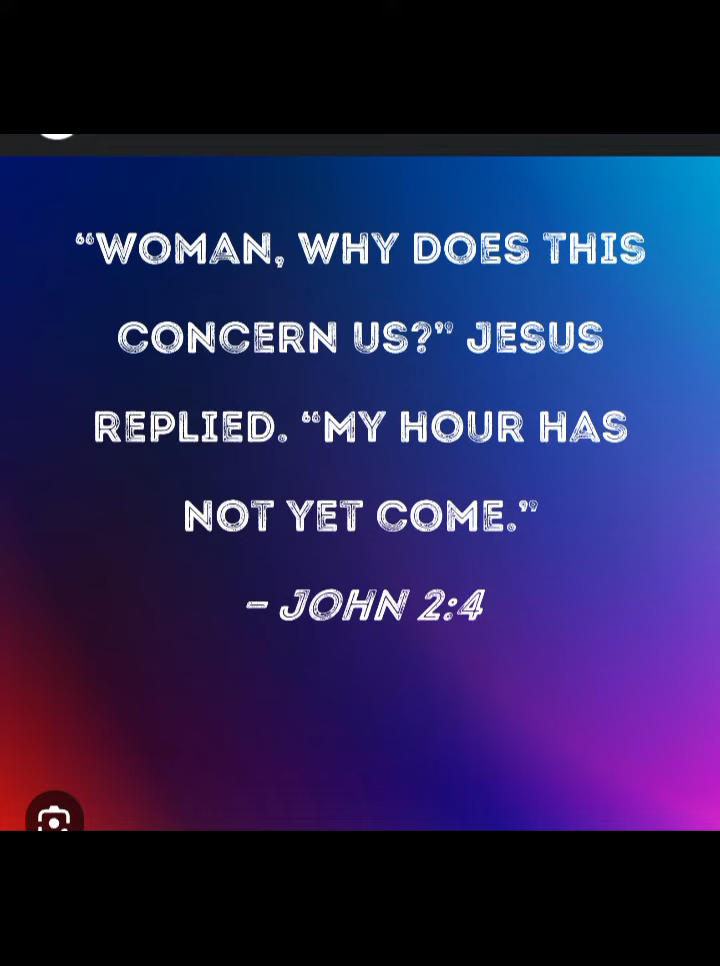 “WOMAN, WHY DOES THIS
CONCERN US?” JESUS
REPLIED. “MY HOUR HAS
NOT YET COME.”
– JOHN 2:4